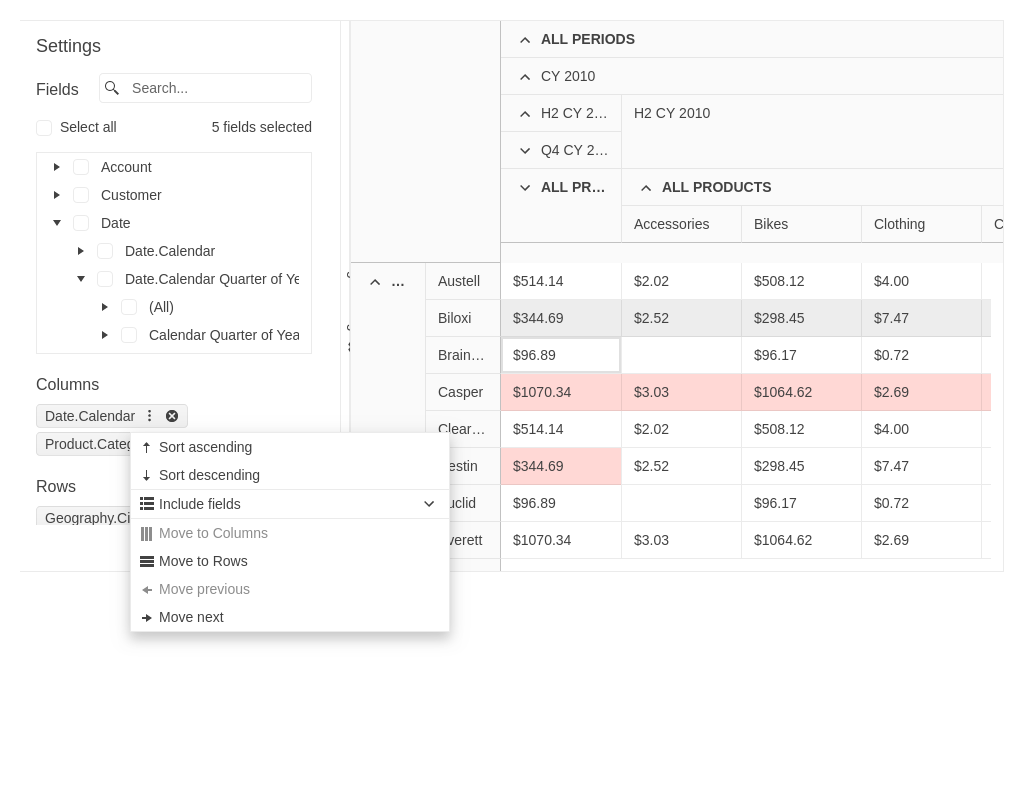 Settings
Fields
Search...
Select all
5 fields selected
Account
Customer
Date
Date.Calendar
Date.Calendar Quarter of Ye
(All)
Calendar Quarter of Yea
Columns
Date.Calendar
Product.Categ
Rows
Geography.Ci
Sort ascending
Sort descending
Include fields
Move to Columns
Move to Rows
Move previous
Move next
ALL PERIODS
CY 2010
H2 CY 2… H2 CY 2010
Q4 CY 2…
ALL PR… ALL PRODUCTS
Accessories Bikes Clothing C
… Austell $514.14 $2.02 $508.12 $4.00
Biloxi $344.69 $2.52 $298.45 $7.47
Brain… $96.89 $96.17 $0.72
Casper $1070.34 $3.03 $1064.62 $2.69
Clear… $514.14 $2.02 $508.12 $4.00
estin $344.69 $2.52 $298.45 $7.47
uclid $96.89 $96.17 $0.72
verett $1070.34 $3.03 $1064.62 $2.69